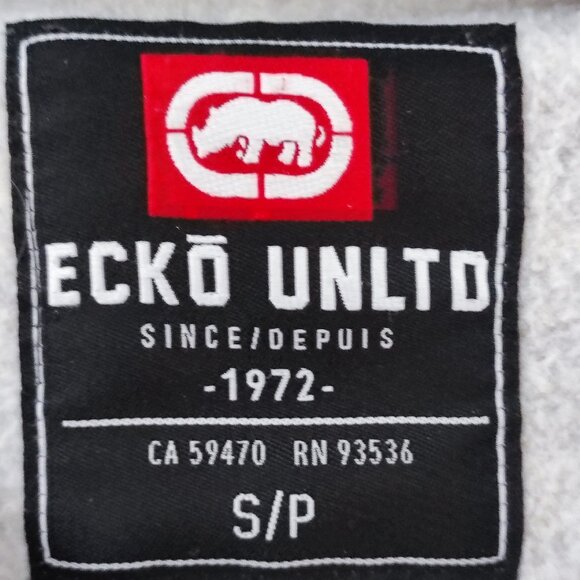 ECKŌ UNLTD
SINCE/DEPUIS
-1972-
CA 59470 RN 93536
S/P